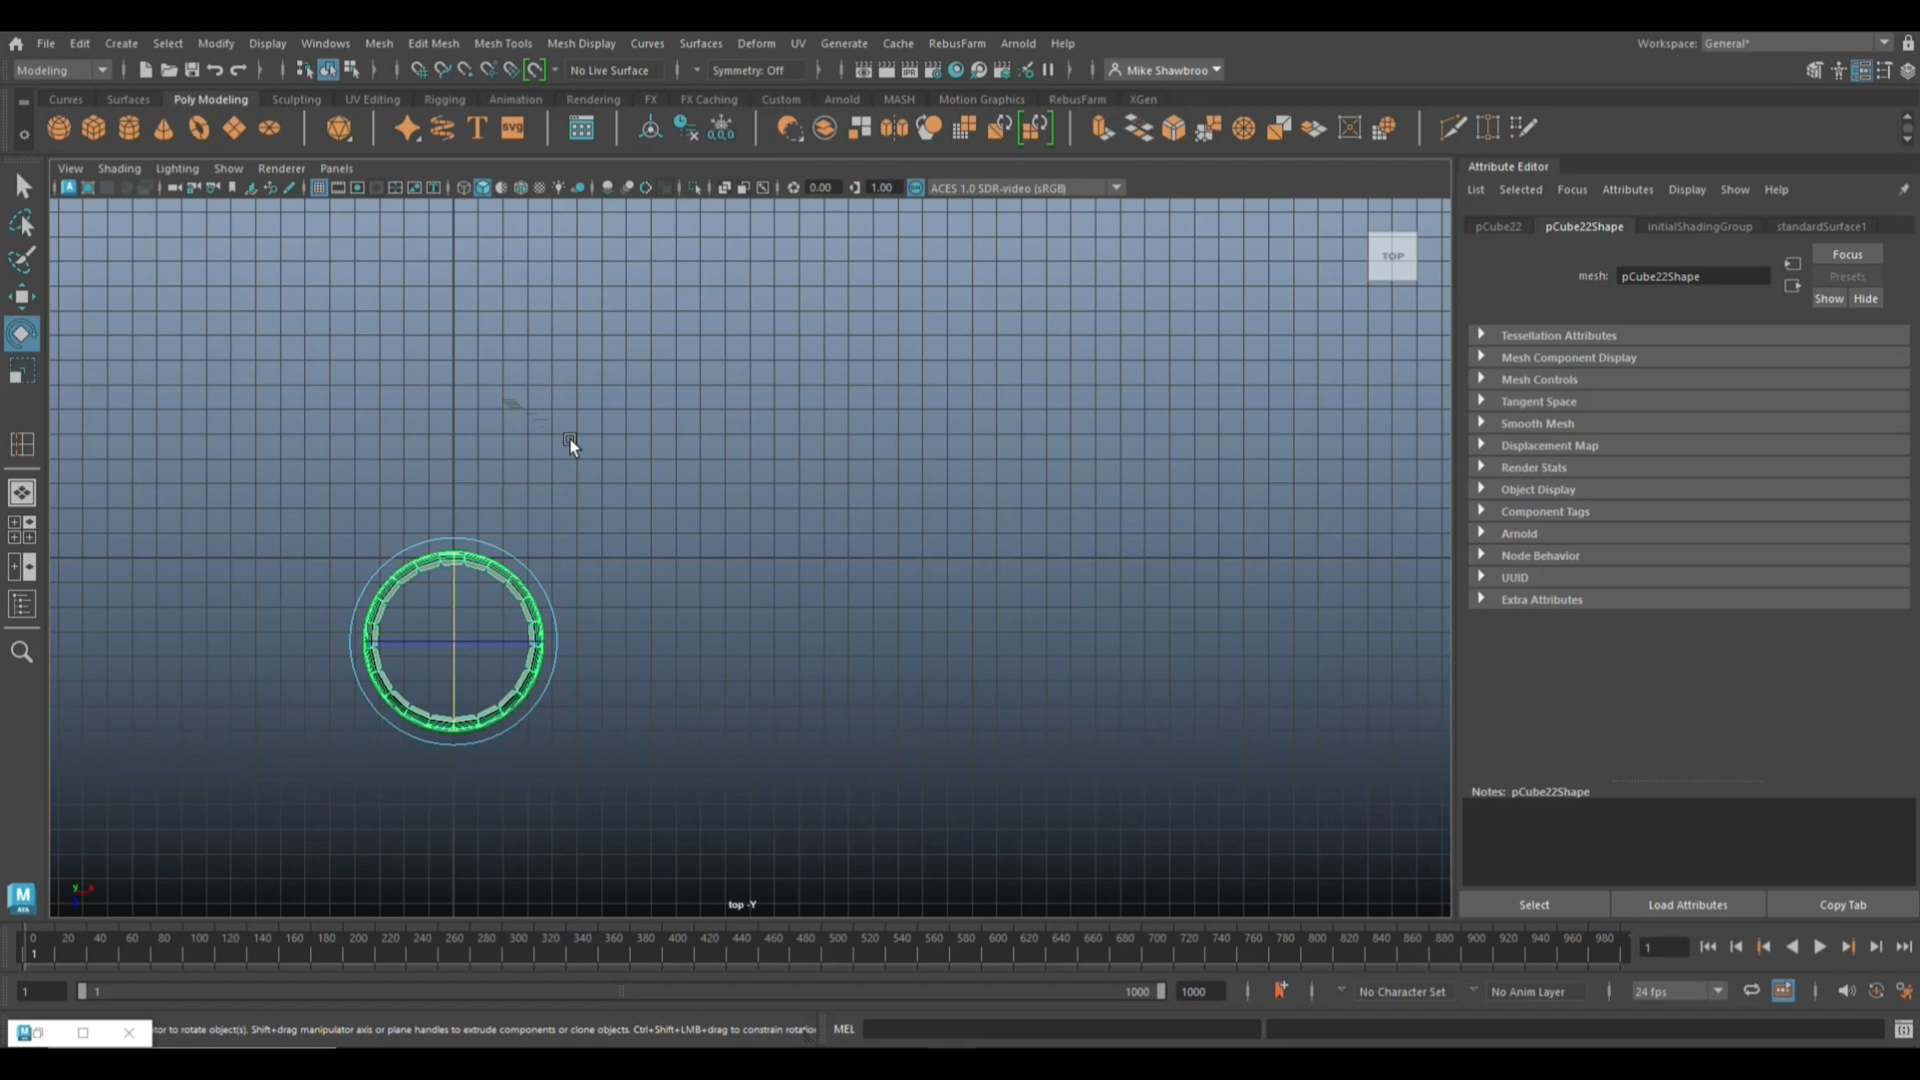 File Edit Create Select Modify Display Windows Mesh Edit Mesh Mesh Tools Mesh Display Curves Surfaces Deform UV Generate Cache RebusFarm Arnold Help Workspace: General*
Modeling No Live Surface Symmetry: Off Mike Shawbroo
Curves Surfaces Poly Modeling Sculpting UV Editing Rigging Animation Rendering FX FX Caching Custom Arnold MASH Motion Graphics RebusFarm XGen
SVG 0,0,0
View Shading Lighting Show Renderer Panels
0.00 1.00 ACES 1.0 SDR-video (sRGB)
Attribute Editor
List Selected Focus Attributes Display Show Help
pCube22 pCube22Shape initialShadingGroup standardSurface1
TOP
Focus
mesh: pCube22Shape
Presets
Show Hide
Tessellation Attributes
Mesh Component Display
Mesh Controls
Tangent Space
Smooth Mesh
Displacement Map
Render Stats
Object Display
Component Tags
Arnold
Node Behavior
UUID
Extra Attributes
Notes: pCube22Shape
Select Load Attributes Copy Tab
top -Y
0 20 40 60 80 100 120 140 160 180 200 220 240 260 280 300 320 340 360 380 400 420 440 460 480 500 520 540 560 580 600 620 640 660 680 700 720 740 760 780 800 820 840 860 880 900 920 940 960 980
1 1
1 1 1000 1000 No Character Set No Anim Layer 24 fps
tor to rotate object(s). Shift+drag manipulator axis or plane handles to extrude components or clone objects. Ctrl+Shift+LMB+drag to constrain rotatio MEL